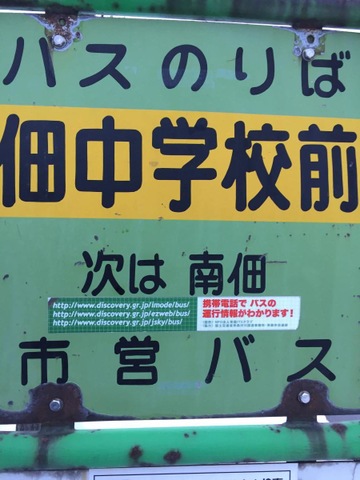 バスのりば
佃中学校前
次は 南佃
http://www.discovery.gr.jp/imode/bus/
http://www.discovery.gr.jp/ezweb/bus/
http://www.discovery.gr.jp/jsky/bus/
携帯電話で バスの
運行情報がわかります!
市営バス